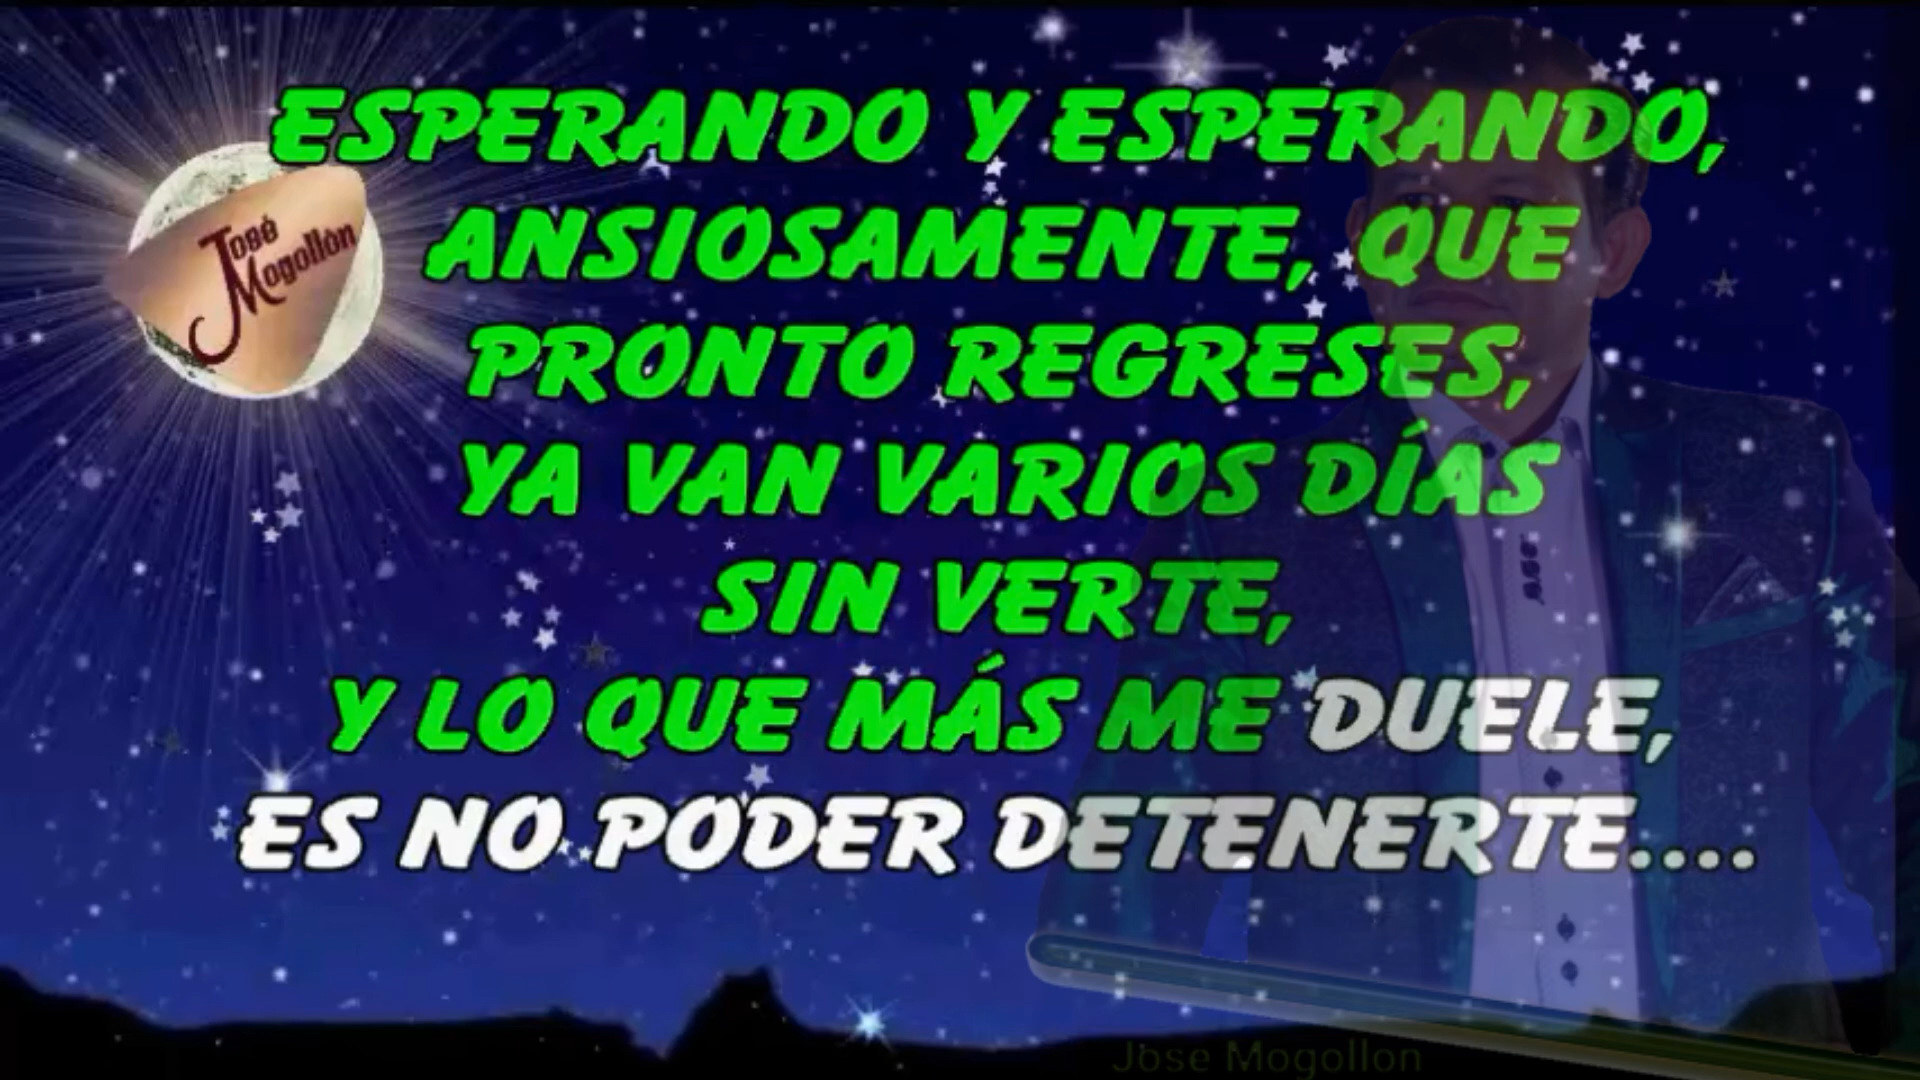 ESPERANDO Y ESPERANDO,
José
Mogollón
ANSIOSAMENTE, QUE
PRONTO REGRESES,
YA VAN VARIOS DÍAS
SIN VERTE,
Y LO QUE MÁS ME DUELE,
ES NO PODER DETENERTE....
Jose Mogollon